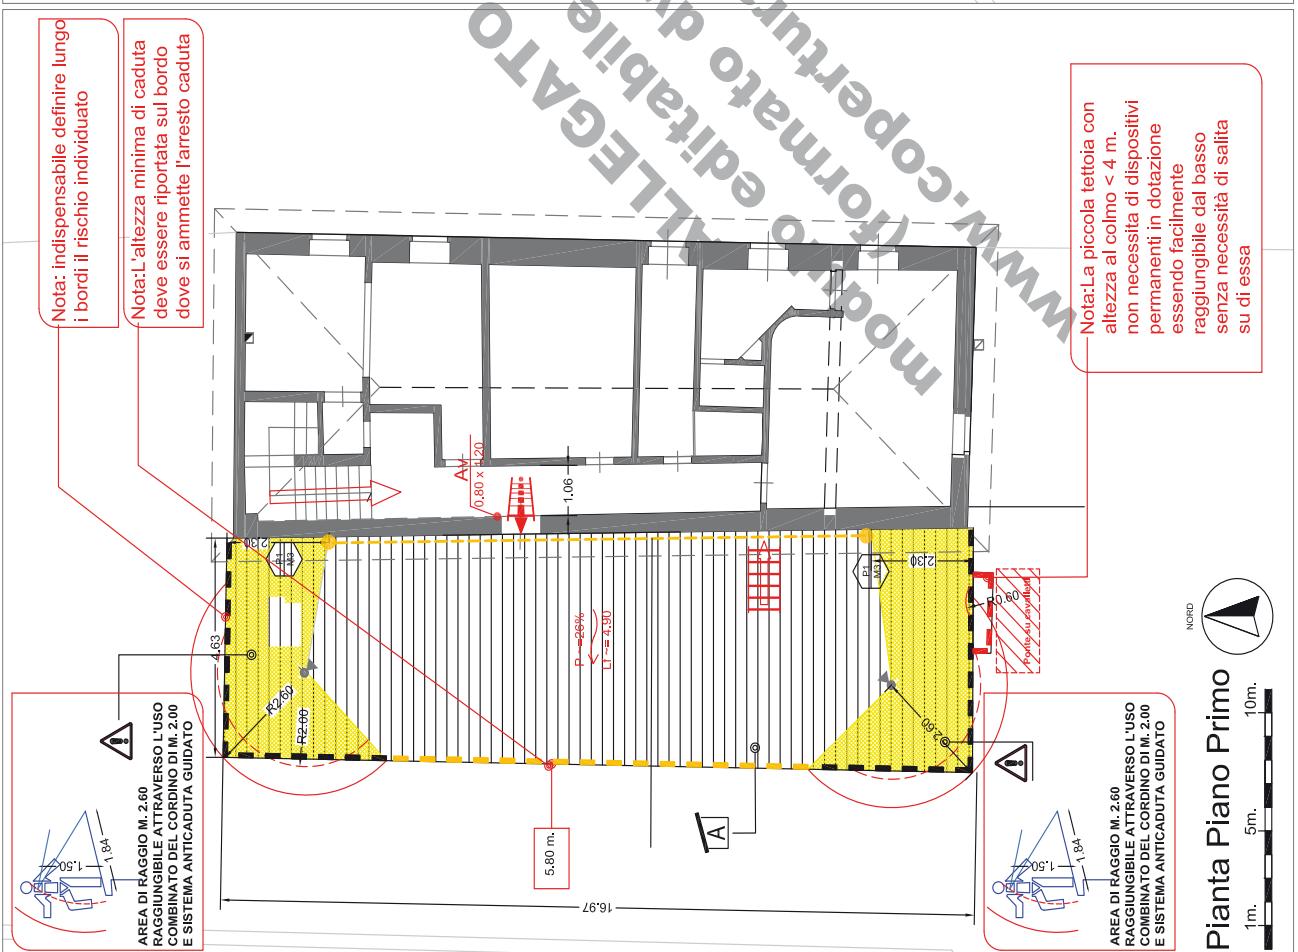 Nota: indispensabile definire lungo
i bordi il rischio individuato
Nota:L'altezza minima di caduta
deve essere riportata sul bordo
dove si ammette l'arresto caduta
ALLEGATO
modulo editabile
(formato dw
www.copertur
Nota:La piccola tettoia con
altezza al colmo < 4 m.
non necessita di dispositivi
permanenti in dotazione
essendo facilmente
raggiungibile dal basso
senza necessità di salita
su di essa
AV
0.80 x 1.20
1.06
2.30
P1
M3
P1
M3
2.30
4.63
R2.60
R2.00
P ~=26%
L1 ~= 4.90
R0.60
Ponte su cavalletti
2.60
A
5.80 m.
16.97
1.50
1.84
AREA DI RAGGIO M. 2.60
RAGGIUNGIBILE ATTRAVERSO L'USO
COMBINATO DEL CORDINO DI M. 2.00
E SISTEMA ANTICADUTA GUIDATO
1.50
1.84
AREA DI RAGGIO M. 2.60
RAGGIUNGIBILE ATTRAVERSO L'USO
COMBINATO DEL CORDINO DI M. 2.00
E SISTEMA ANTICADUTA GUIDATO
NORD
Pianta Piano Primo
1m. 5m. 10m.